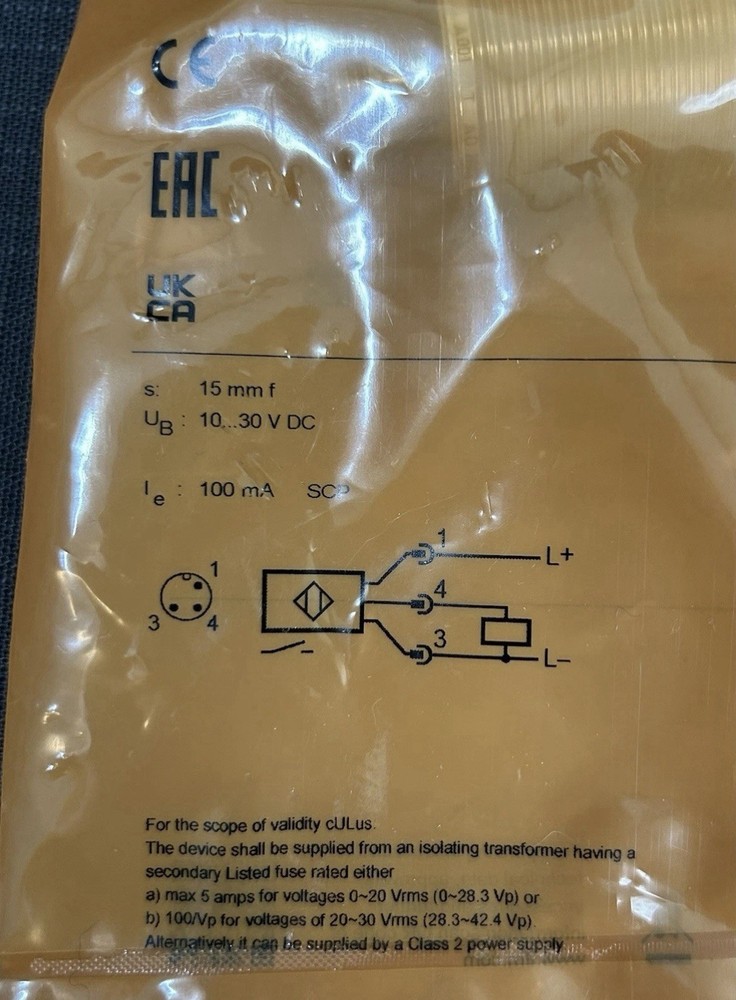 CE
EAC
UK
CA
s: 15 mm f
UB : 10...30 V DC
Ie : 100 mA SCP
1 L+
1
4
3 4
3
L–
For the scope of validity cULus.
The device shall be supplied from an isolating transformer having a
secondary Listed fuse rated either
a) max 5 amps for voltages 0~20 Vrms (0~28.3 Vp) or
b) 100/Vp for voltages of 20~30 Vrms (28.3~42.4 Vp).
Alternatively it can be supplied by a Class 2 power supply